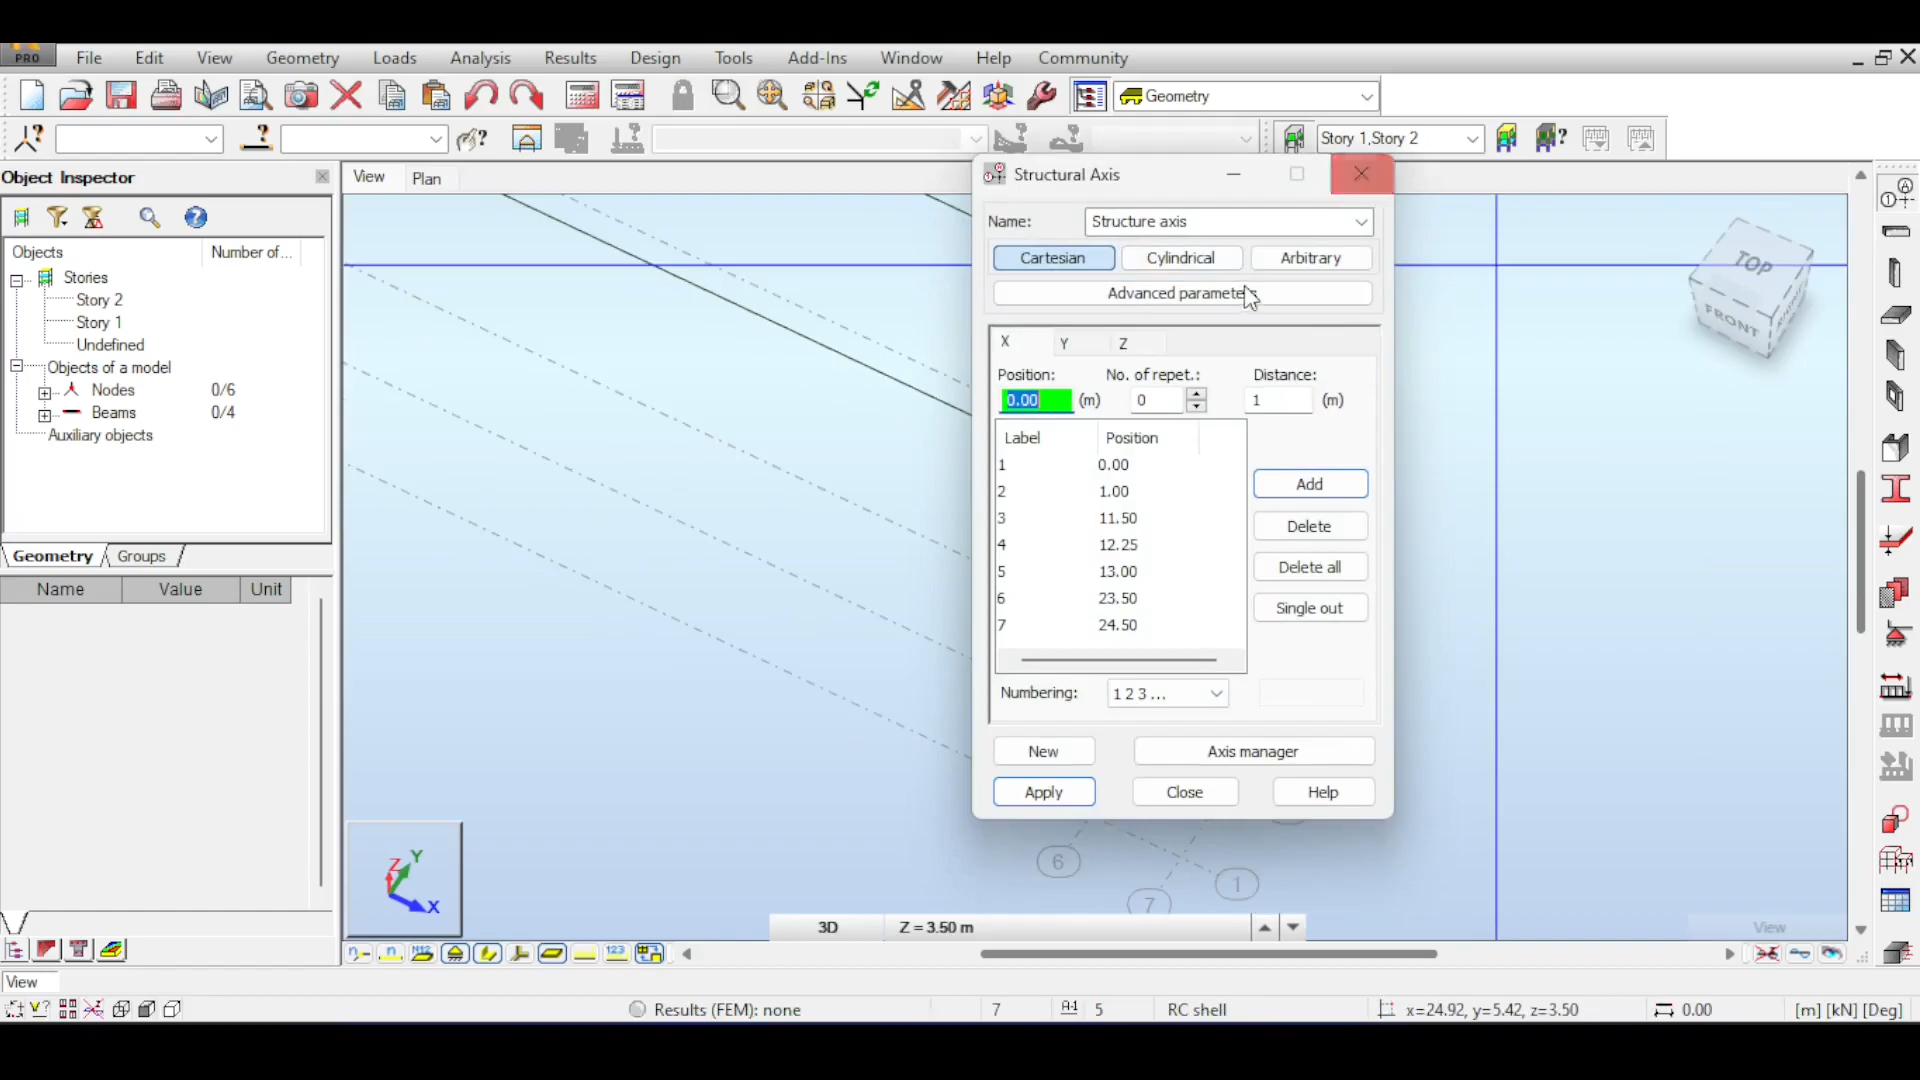 PRO File Edit View Geometry Loads Analysis Results Design Tools Add-Ins Window Help Community
Geometry
Story 1,Story 2
Object Inspector
View Plan
Objects Number of...
Stories
Story 2
Story 1
Undefined
Objects of a model
Nodes 0/6
Beams 0/4
Auxiliary objects
Geometry Groups
Name Value Unit
Structural Axis
Name: Structure axis
Cartesian Cylindrical Arbitrary
Advanced parameters
X Y Z
Position: No. of repet.: Distance:
0.00 (m) 0 1 (m)
Label Position
1 0.00
2 1.00
3 11.50
4 12.25
5 13.00
6 23.50
7 24.50
Add
Delete
Delete all
Single out
Numbering: 1 2 3 ...
New Axis manager
Apply Close Help
TOP
FRONT
6
7
1
Z Y
X
3D Z = 3.50 m
View
View
Results (FEM): none 7 5 RC shell x=24.92, y=5.42, z=3.50 0.00 [m] [kN] [Deg]